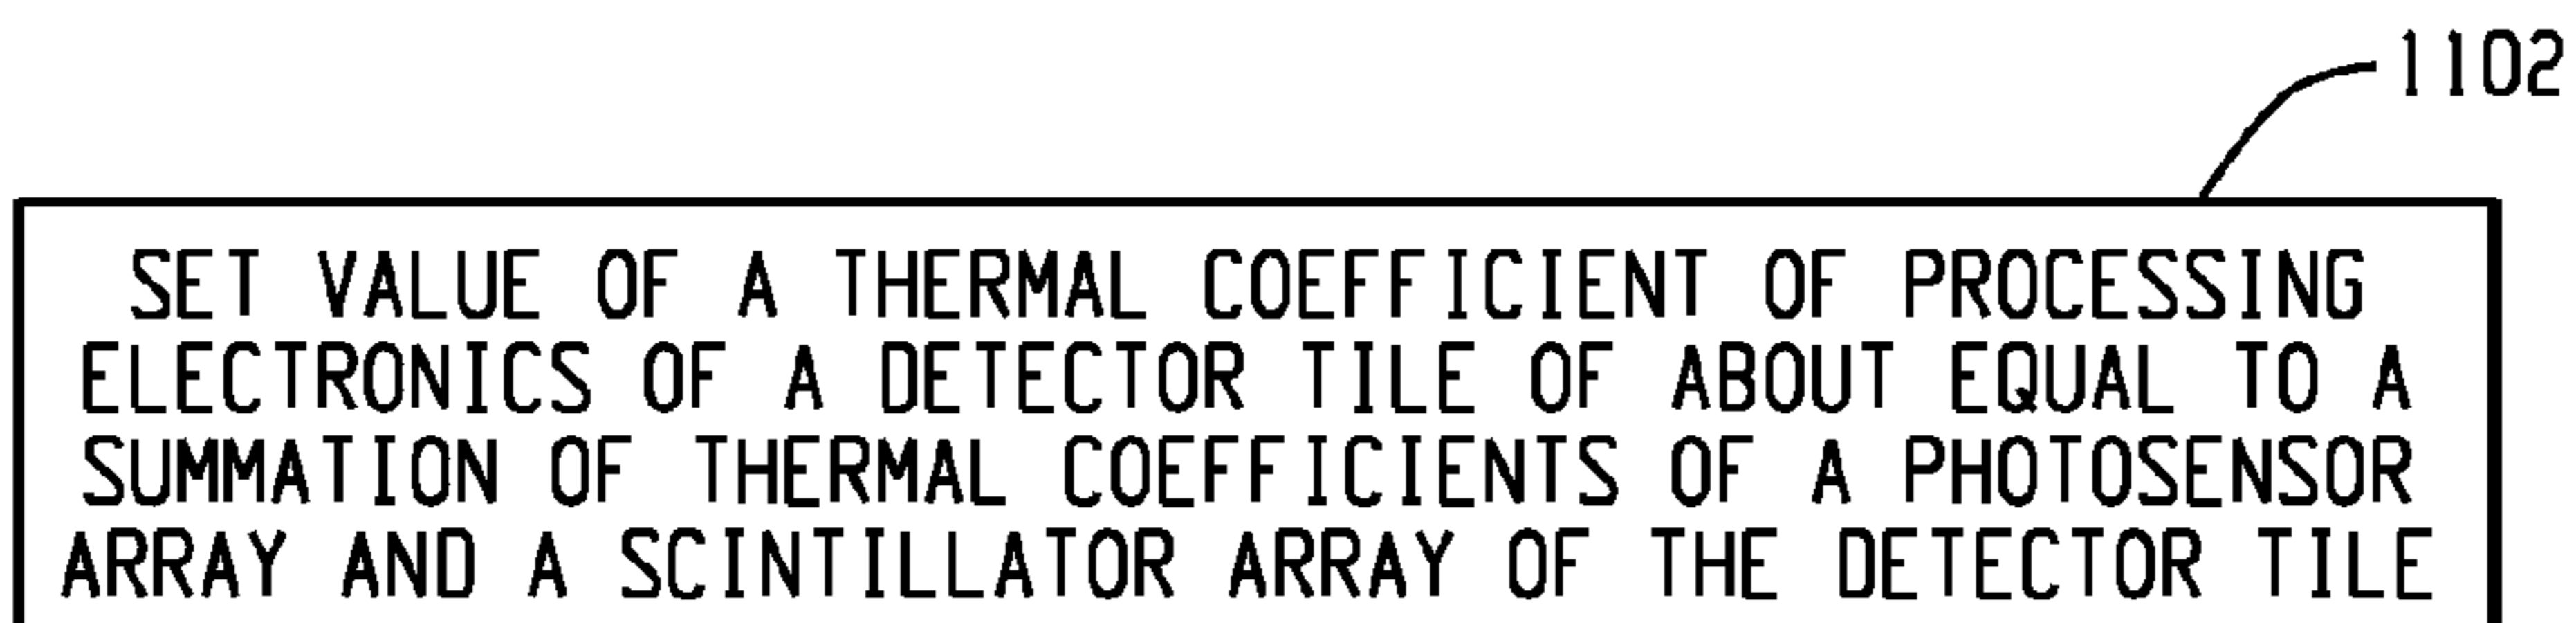 1102
SET VALUE OF A THERMAL COEFFICIENT OF PROCESSING
ELECTRONICS OF A DETECTOR TILE OF ABOUT EQUAL TO A
SUMMATION OF THERMAL COEFFICIENTS OF A PHOTOSENSOR
ARRAY AND A SCINTILLATOR ARRAY OF THE DETECTOR TILE